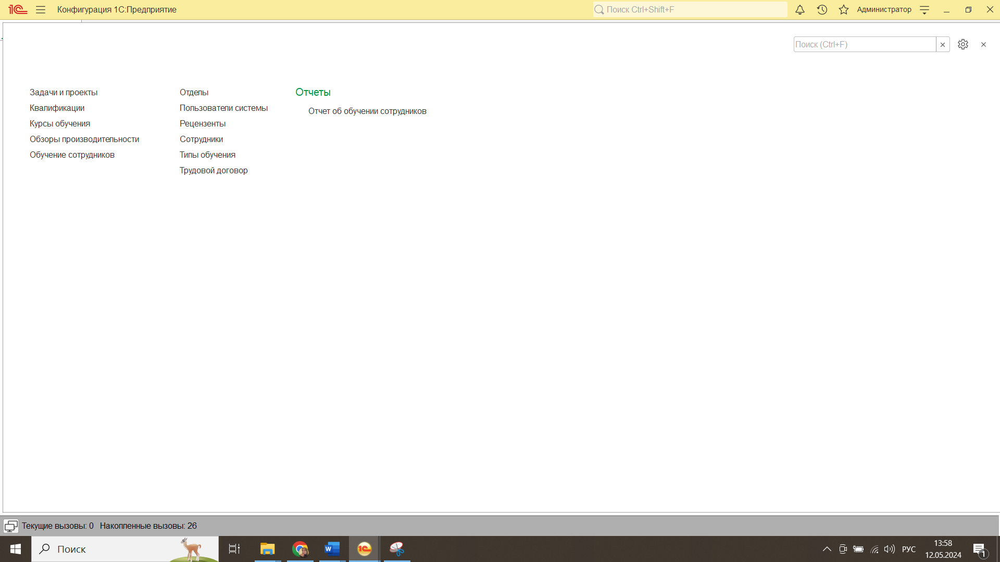 1С Конфигурация 1С:Предприятие Поиск Ctrl+Shift+F Администратор
Поиск (Ctrl+F)
Задачи и проекты
Квалификации
Курсы обучения
Обзоры производительности
Обучение сотрудников
Отделы
Пользователи системы
Рецензенты
Сотрудники
Типы обучения
Трудовой договор
Отчеты
Отчет об обучении сотрудников
Текущие вызовы: 0 Накопленные вызовы: 26
Поиск W 1С РУС 13:58
12.05.2024 1